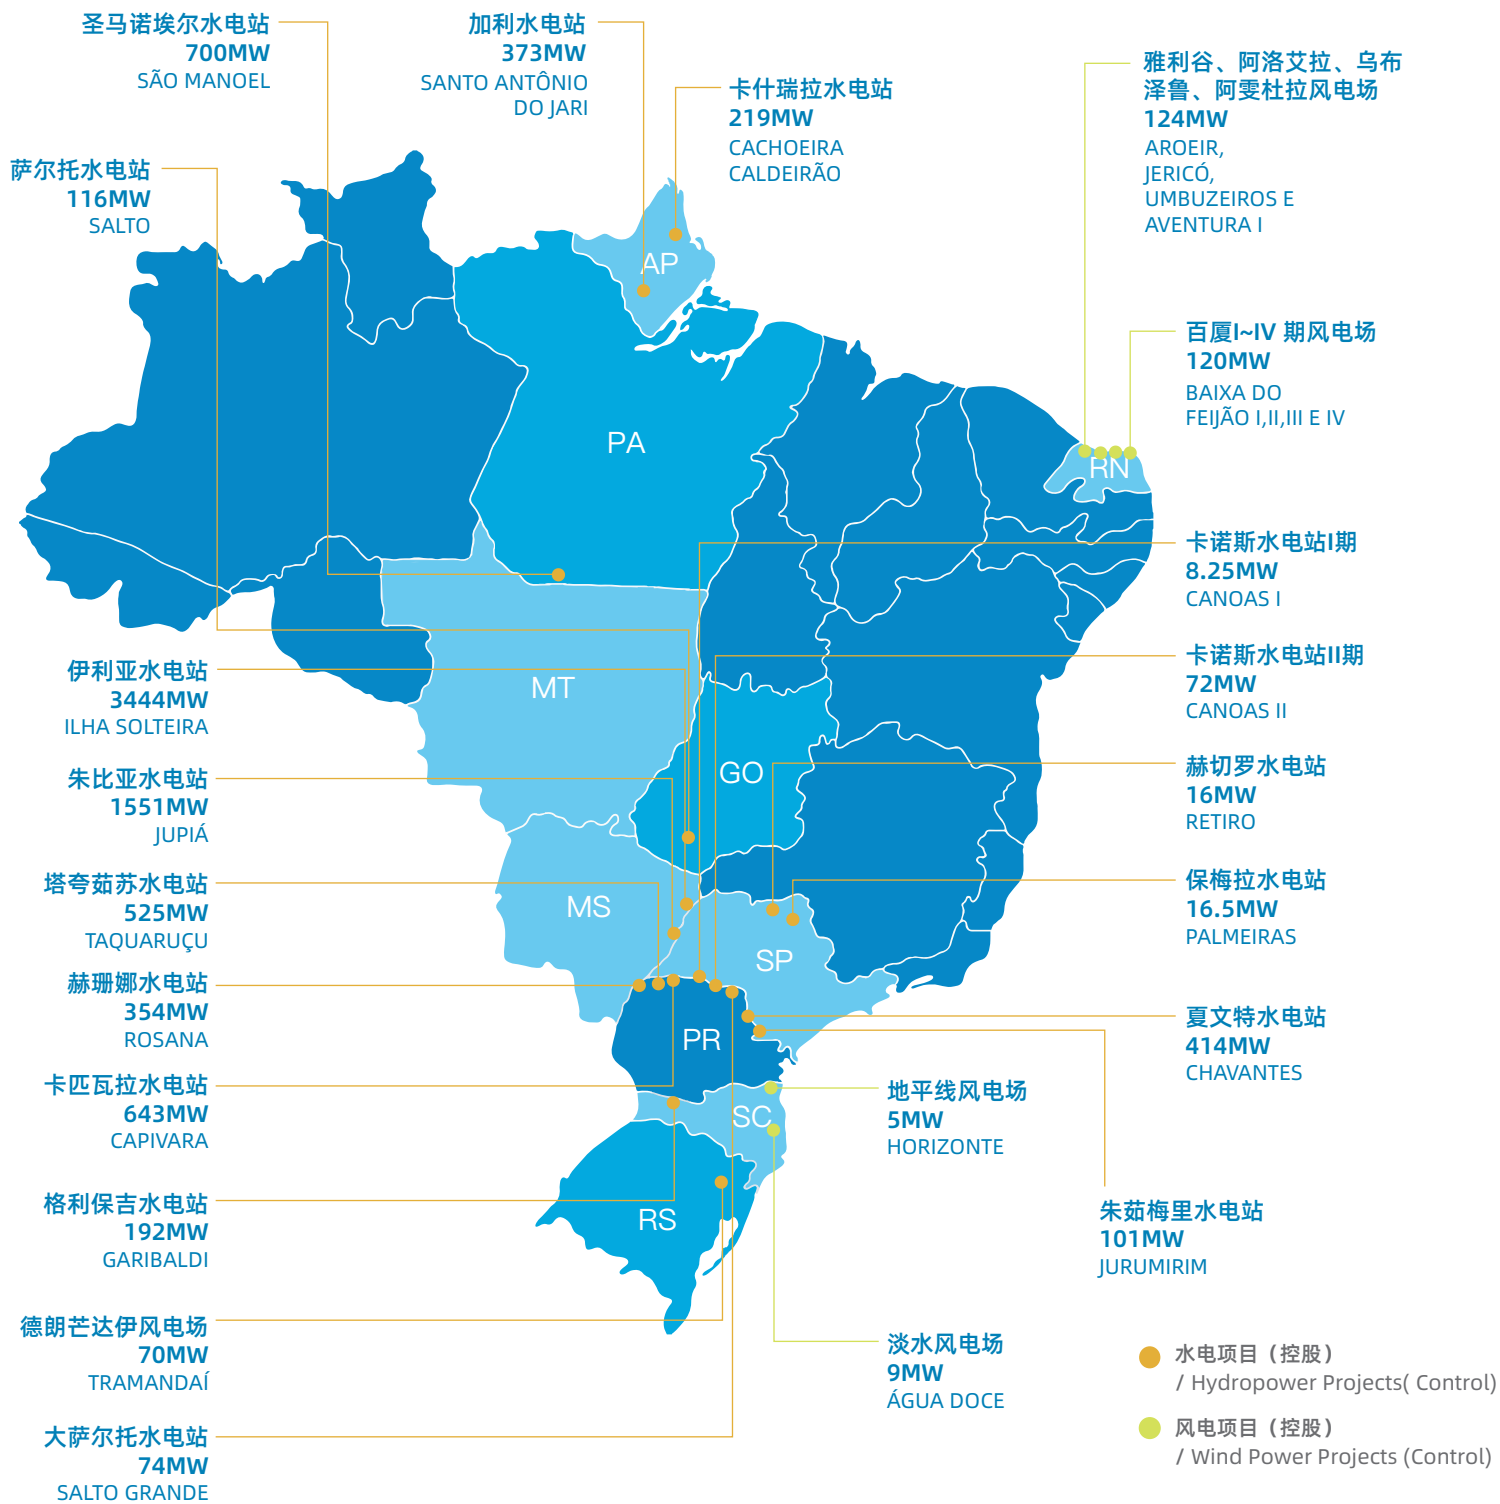 圣马诺埃尔水电站
700MW
SÃO MANOEL
加利水电站
373MW
SANTO ANTÔNIO
DO JARI
卡什瑞拉水电站
219MW
CACHOEIRA
CALDEIRÃO
雅利谷、阿洛艾拉、乌布
泽鲁、阿雯杜拉风电场
124MW
AROEIR,
JERICÓ,
UMBUZEIROS E
AVENTURA I
萨尔托水电站
116MW
SALTO
百厦I~IV 期风电场
120MW
BAIXA DO
FEIJÃO I,II,III E IV
卡诺斯水电站I期
8.25MW
CANOAS I
伊利亚水电站
3444MW
ILHA SOLTEIRA
卡诺斯水电站II期
72MW
CANOAS II
朱比亚水电站
1551MW
JUPIÁ
赫切罗水电站
16MW
RETIRO
塔夸茹苏水电站
525MW
TAQUARUÇU
保梅拉水电站
16.5MW
PALMEIRAS
赫珊娜水电站
354MW
ROSANA
夏文特水电站
414MW
CHAVANTES
卡匹瓦拉水电站
643MW
CAPIVARA
地平线风电场
5MW
HORIZONTE
格利保吉水电站
192MW
GARIBALDI
朱茹梅里水电站
101MW
JURUMIRIM
德朗芒达伊风电场
70MW
TRAMANDAÍ
淡水风电场
9MW
ÁGUA DOCE
大萨尔托水电站
74MW
SALTO GRANDE
AP
PA
RN
MT
GO
MS
SP
PR
SC
RS
水电项目（控股）
/ Hydropower Projects( Control)
风电项目（控股）
/ Wind Power Projects (Control)